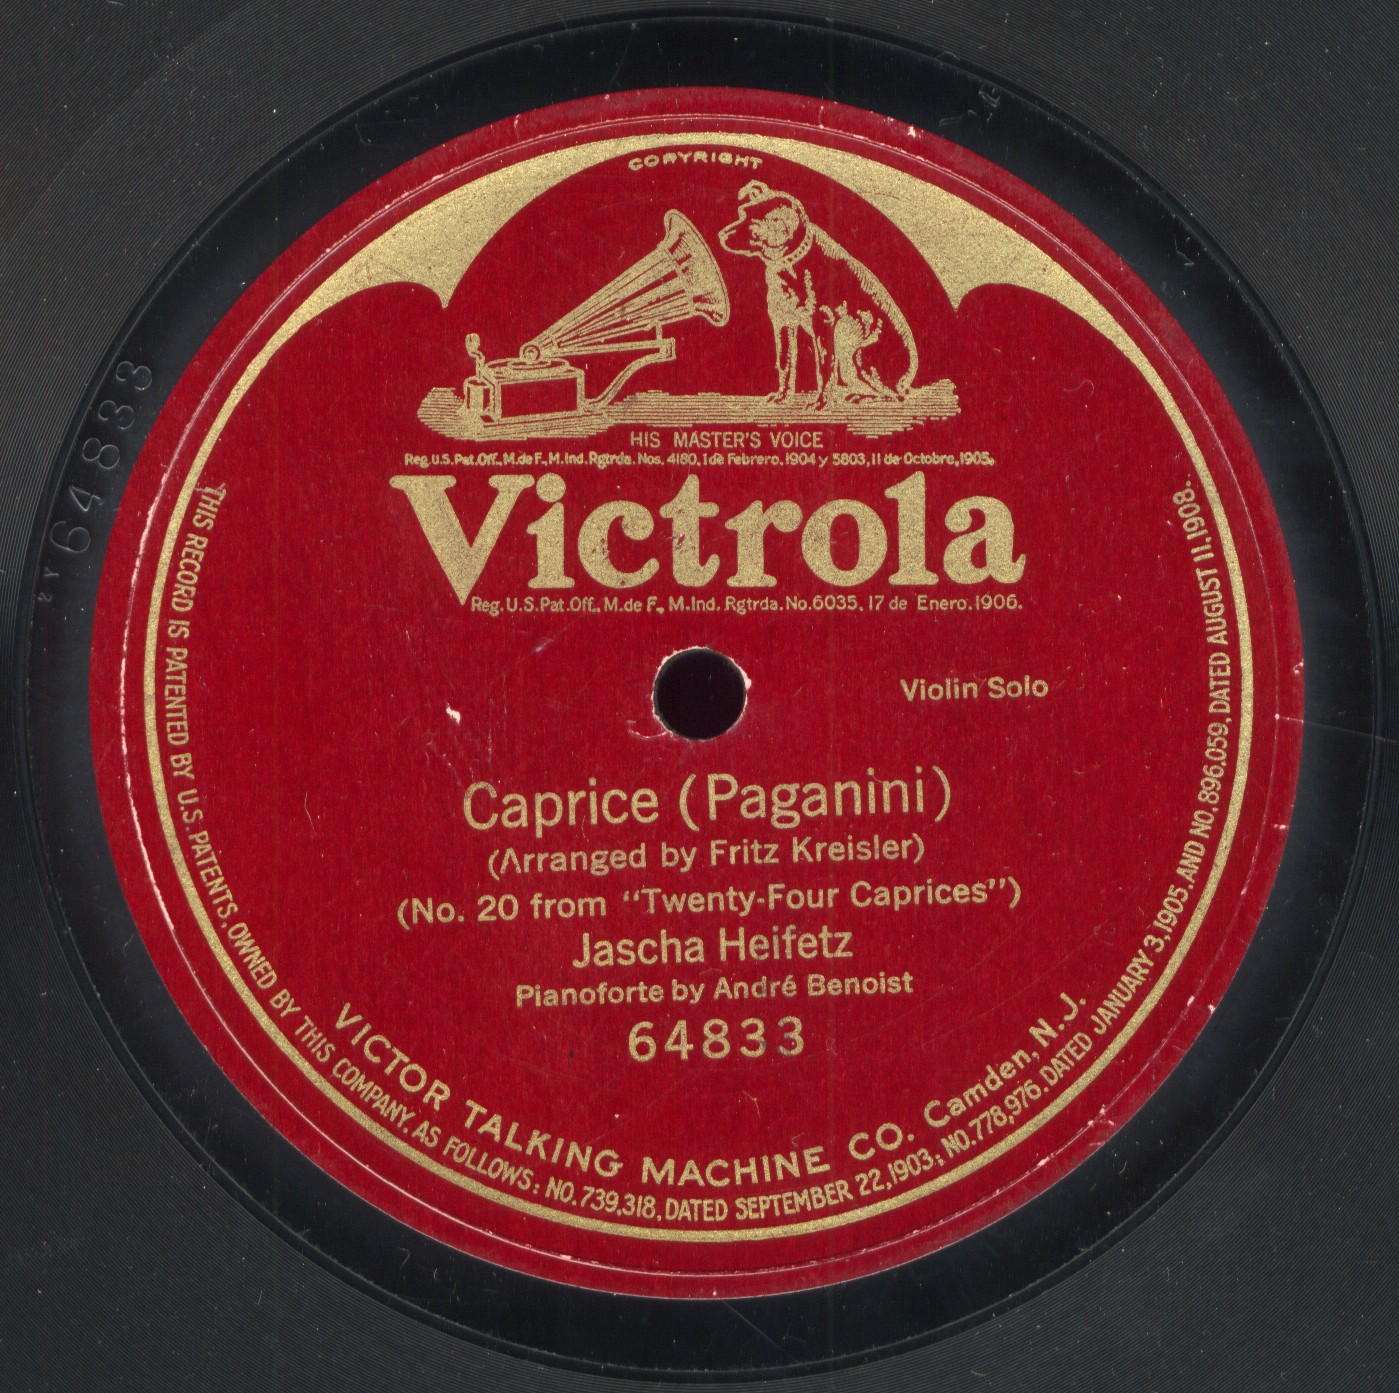 COPYRIGHT
HIS MASTER'S VOICE
Reg.U.S.Pat.Off., M.de F., M.Ind. Rgtrda. Nos. 4180, 1 de Febrero, 1904 y 5803, 11 de Octobre, 1905.
Victrola
Reg. U.S. Pat. Off., M. de F., M. Ind. Rgtrda. No. 6035, 17 de Enero, 1906.
Violin Solo
Caprice (Paganini)
(Arranged by Fritz Kreisler)
(No. 20 from “Twenty-Four Caprices”)
Jascha Heifetz
Pianoforte by André Benoist
64833
VICTOR TALKING MACHINE CO. Camden, N. J.
THIS RECORD IS PATENTED BY U.S. PATENTS, OWNED BY THIS COMPANY, AS FOLLOWS: NO. 739,318, DATED SEPTEMBER 22, 1903; NO. 778,976, DATED JANUARY 3, 1905, AND NO. 896,059, DATED AUGUST 11, 1908.
64833